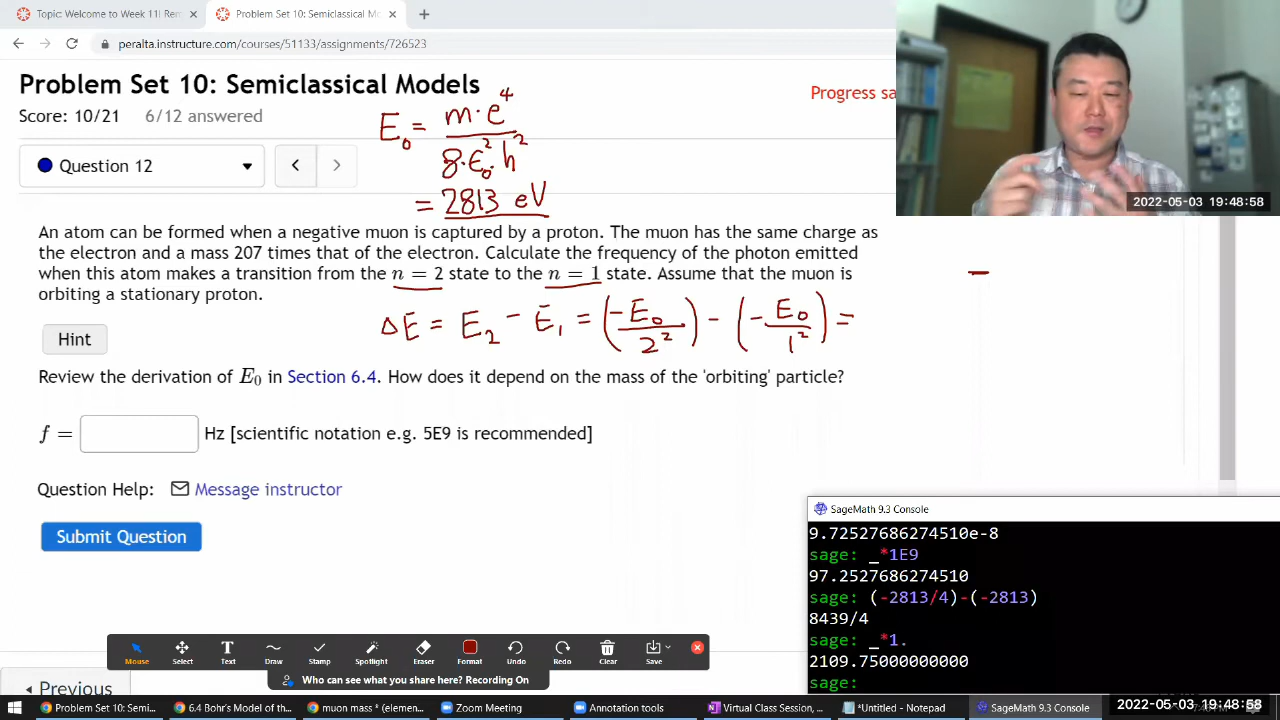 Topic: Welcome to Week 11! Rem
Problem Set 10: Semiclassical Mo
peralta.instructure.com/courses/51133/assignments/726523
2022-05-03 19:48:58
Problem Set 10: Semiclassical Models
Score: 10/21 6/12 answered
Progress sa
Question 12
E₀ = m·e⁴ / 8·ε₀²·h²
= 2813 eV
An atom can be formed when a negative muon is captured by a proton. The muon has the same charge as
the electron and a mass 207 times that of the electron. Calculate the frequency of the photon emitted
when this atom makes a transition from the n = 2 state to the n = 1 state. Assume that the muon is
orbiting a stationary proton.
ΔE = E₂ − E₁ = (−E₀/2²) − (−E₀/1²) =
Hint
Review the derivation of E₀ in Section 6.4. How does it depend on the mass of the 'orbiting' particle?
f = Hz [scientific notation e.g. 5E9 is recommended]
Question Help: Message instructor
Submit Question
SageMath 9.3 Console
9.72527686274510e-8
sage: _*1E9
97.2527686274510
sage: (-2813/4)-(-2813)
8439/4
sage: _*1.
2109.75000000000
sage:
Mouse Select Text Draw Stamp Spotlight Eraser Format Undo Redo Clear Save
Who can see what you share here? Recording On
Previous
Problem Set 10: Semi...
6.4 Bohr's Model of th...
muon mass * (elemen...
Zoom Meeting
Annotation tools
Virtual Class Session, ...
*Untitled - Notepad
SageMath 9.3 Console
2022-05-03 19:48:58